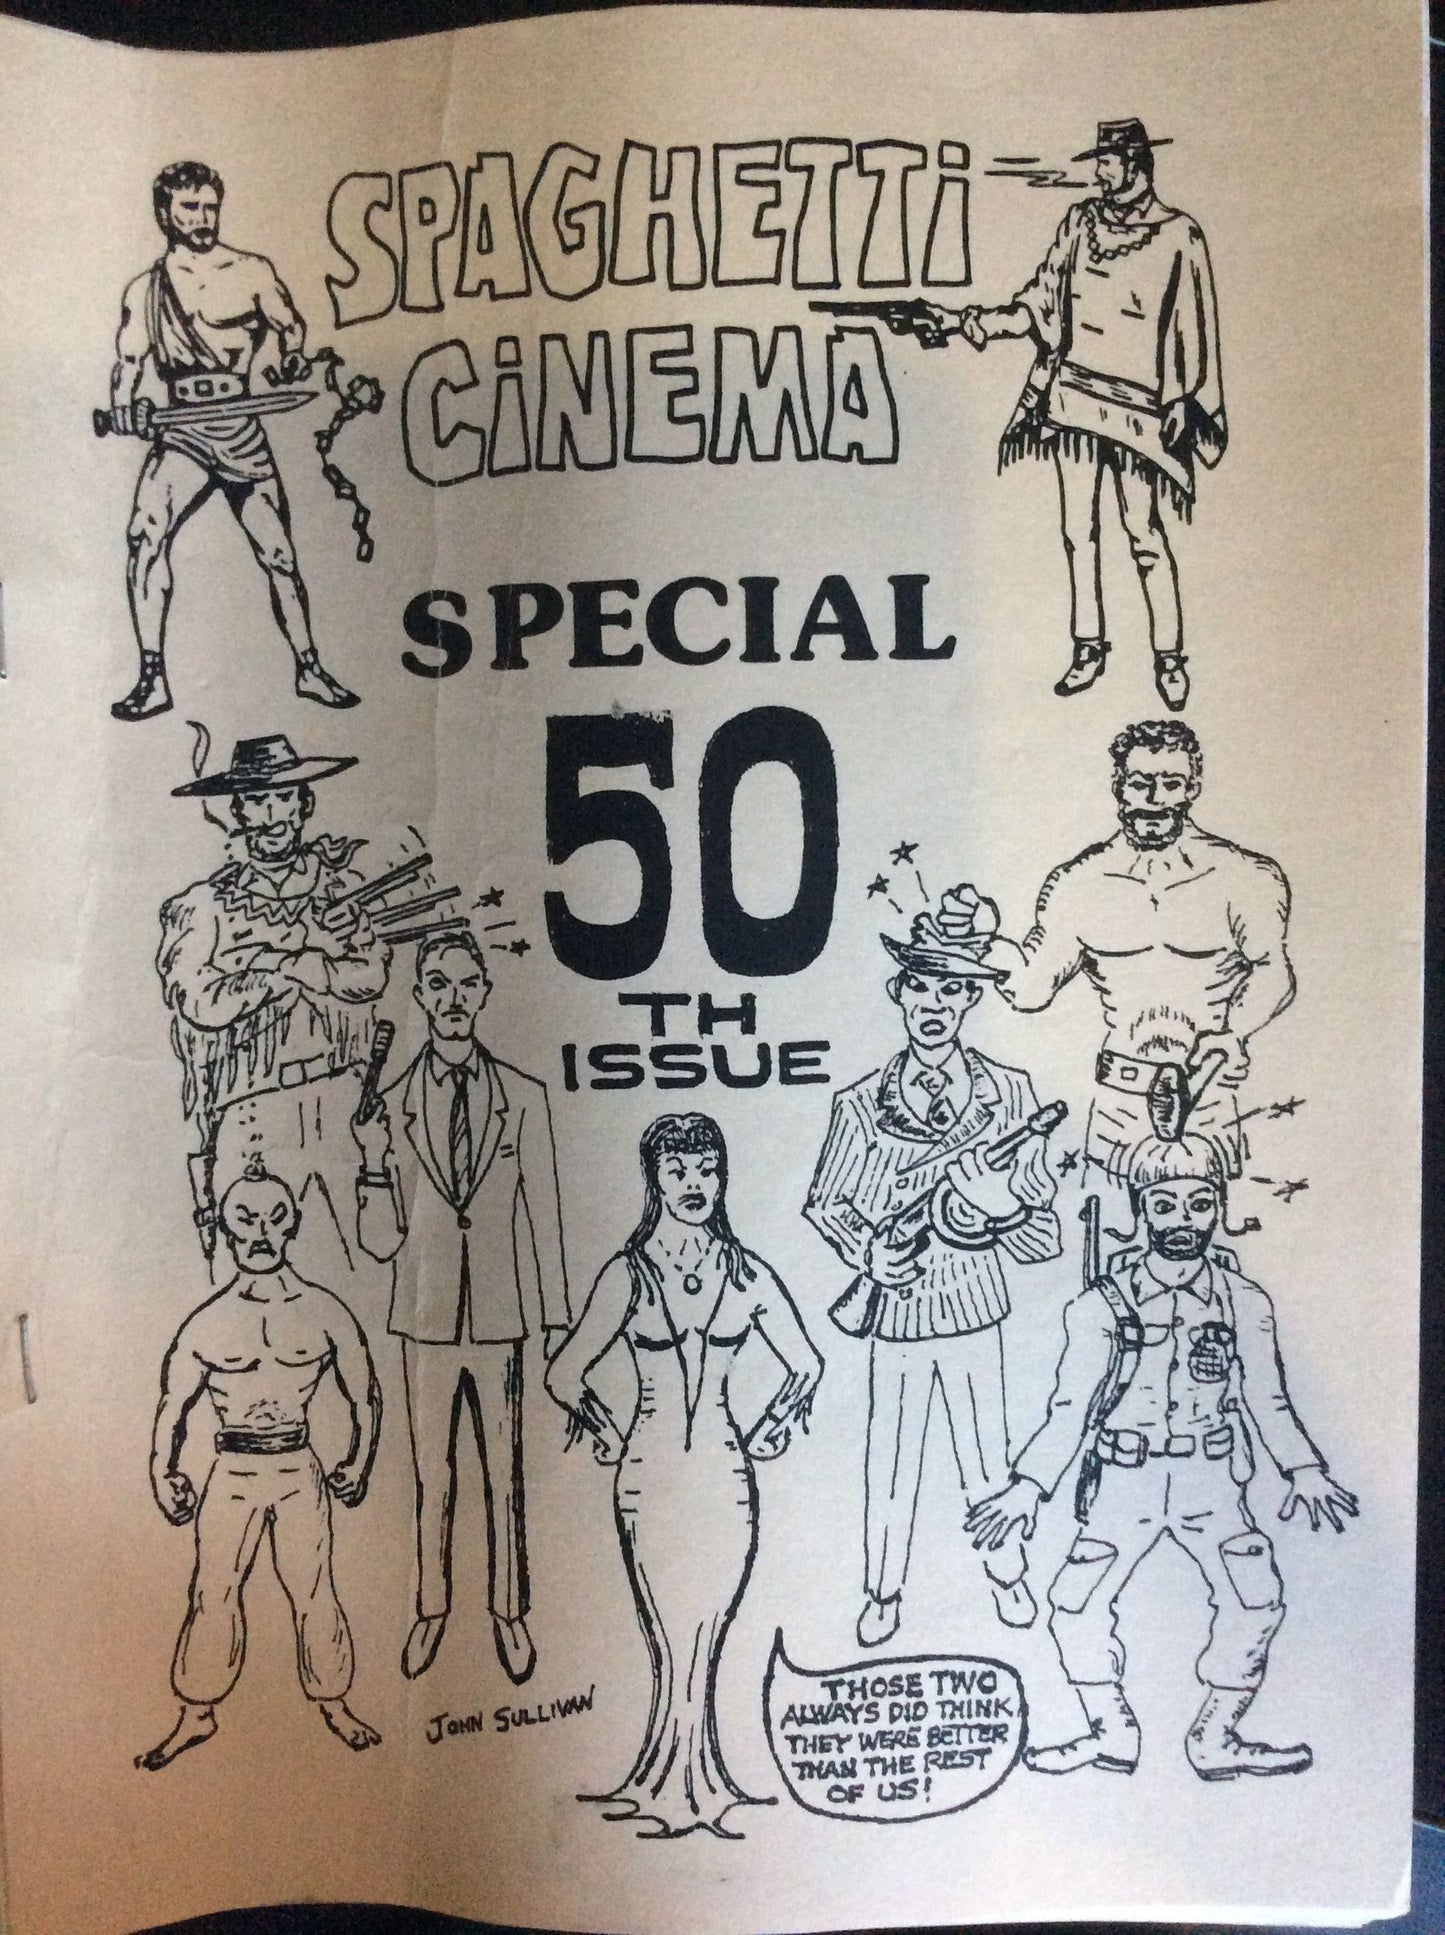 SPAGHETTi
CiNEMA
SPECIAL
50
TH
ISSUE
JOHN SULLIVAN
THOSE TWO
ALWAYS DID THINK
THEY WERE BETTER
THAN THE REST
OF US!